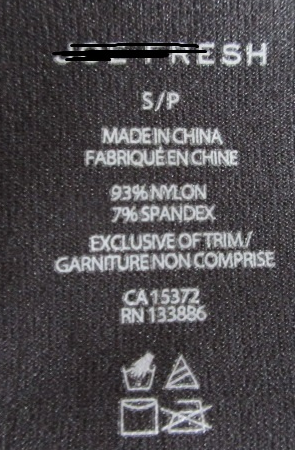 FRESH
S/P
MADE IN CHINA
FABRIQUÉ EN CHINE
93% NYLON
7% SPANDEX
EXCLUSIVE OF TRIM/
GARNITURE NON COMPRISE
CA 15372
RN 133886